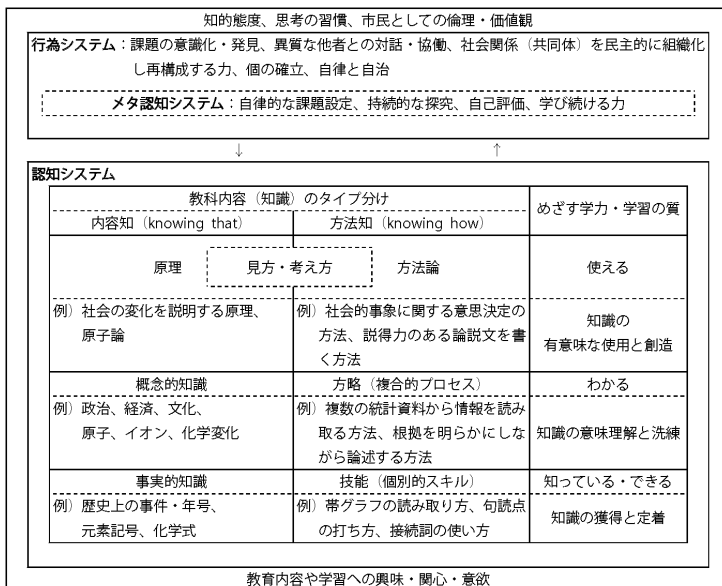 知的態度、思考の習慣、市民としての倫理・価値観
行為システム：課題の意識化・発見、異質な他者との対話・協働、社会関係（共同体）を民主的に組織化
し再構成する力、個の確立、自律と自治
メタ認知システム：自律的な課題設定、持続的な探究、自己評価、学び続ける力
↓ ↑
認知システム
教科内容（知識）のタイプ分け
めざす学力・学習の質
内容知（knowing that） 方法知（knowing how）
原理 見方・考え方 方法論 使える
例）社会の変化を説明する原理、
原子論
例）社会的事象に関する意思決定の
方法、説得力のある論説文を書
く方法
知識の
有意味な使用と創造
概念的知識 方略（複合的プロセス） わかる
例）政治、経済、文化、
原子、イオン、化学変化
例）複数の統計資料から情報を読み
取る方法、根拠を明らかにしな
がら論述する方法
知識の意味理解と洗練
事実的知識 技能（個別的スキル） 知っている・できる
例）歴史上の事件・年号、
元素記号、化学式
例）帯グラフの読み取り方、句読点
の打ち方、接続詞の使い方
知識の獲得と定着
教育内容や学習への興味・関心・意欲